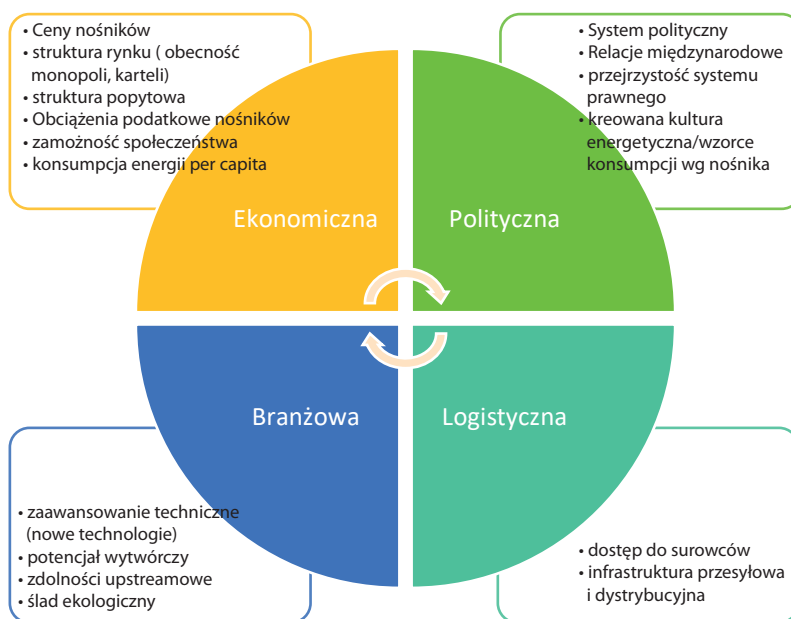 • Ceny nośników
• struktura rynku ( obecność
monopoli, karteli)
• struktura popytowa
• Obciążenia podatkowe nośników
• zamożność społeczeństwa
• konsumpcja energii per capita
• System polityczny
• Relacje międzynarodowe
• przejrzystość systemu
prawnego
• kreowana kultura
energetyczna/wzorce
konsumpcji wg nośnika
Ekonomiczna
Polityczna
Branżowa
Logistyczna
• zaawansowanie techniczne
(nowe technologie)
• potencjał wytwórczy
• zdolności upstreamowe
• ślad ekologiczny
• dostęp do surowców
• infrastruktura przesyłowa
i dystrybucyjna